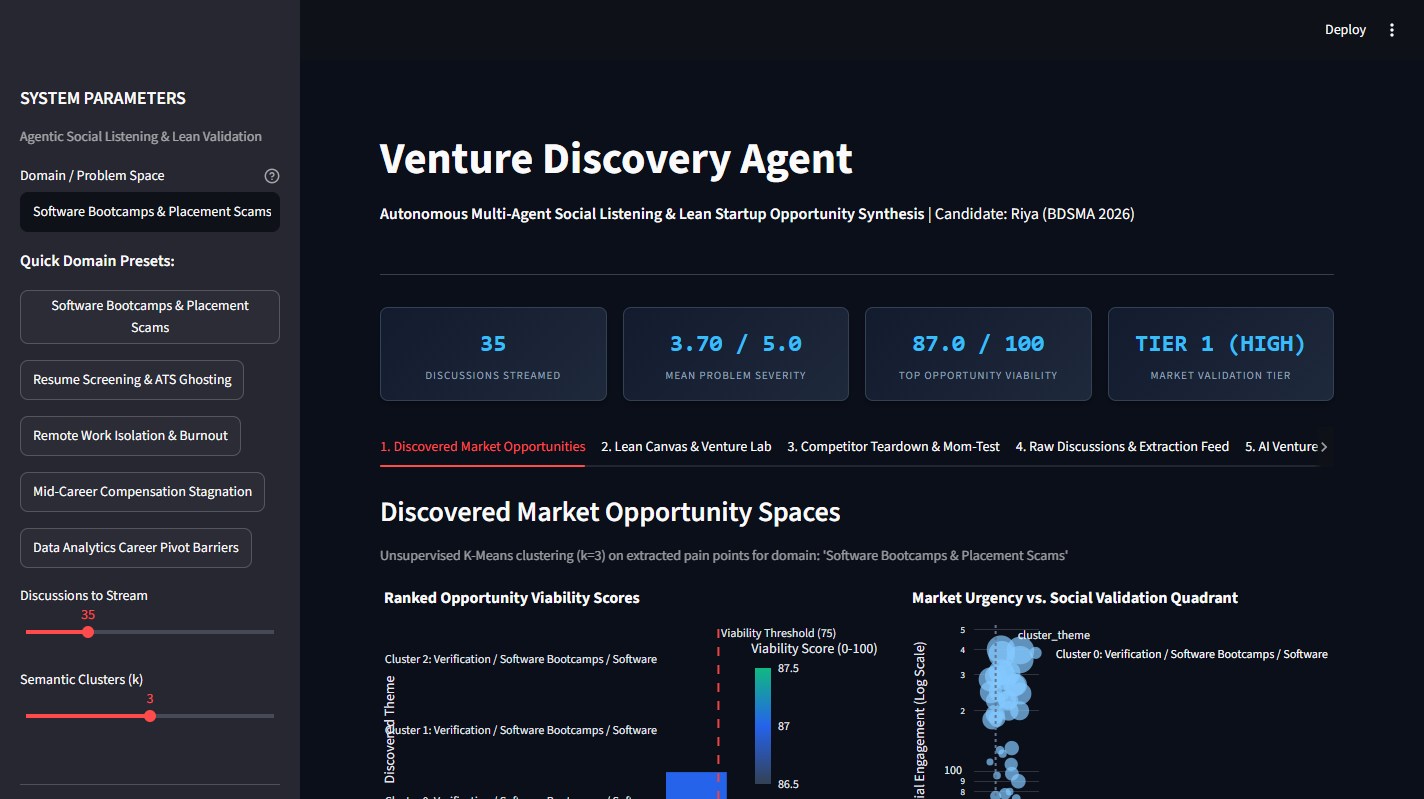 Deploy
SYSTEM PARAMETERS
Agentic Social Listening & Lean Validation
Domain / Problem Space
Software Bootcamps & Placement Scams
Quick Domain Presets:
Software Bootcamps & Placement
Scams
Resume Screening & ATS Ghosting
Remote Work Isolation & Burnout
Mid-Career Compensation Stagnation
Data Analytics Career Pivot Barriers
Discussions to Stream
35
Semantic Clusters (k)
3
Venture Discovery Agent
Autonomous Multi-Agent Social Listening & Lean Startup Opportunity Synthesis | Candidate: Riya (BDSMA 2026)
35
DISCUSSIONS STREAMED
3.70 / 5.0
MEAN PROBLEM SEVERITY
87.0 / 100
TOP OPPORTUNITY VIABILITY
TIER 1 (HIGH)
MARKET VALIDATION TIER
1. Discovered Market Opportunities
2. Lean Canvas & Venture Lab
3. Competitor Teardown & Mom-Test
4. Raw Discussions & Extraction Feed
5. AI Venture
Discovered Market Opportunity Spaces
Unsupervised K-Means clustering (k=3) on extracted pain points for domain: 'Software Bootcamps & Placement Scams'
Ranked Opportunity Viability Scores
Viability Threshold (75)
Viability Score (0-100)
87.5
87
86.5
Cluster 2: Verification / Software Bootcamps / Software
Cluster 1: Verification / Software Bootcamps / Software
Discovered Theme
Market Urgency vs. Social Validation Quadrant
cluster_theme
Cluster 0: Verification / Software Bootcamps / Software
Engagement (Log Scale)
5
4
3
2
100
9
8